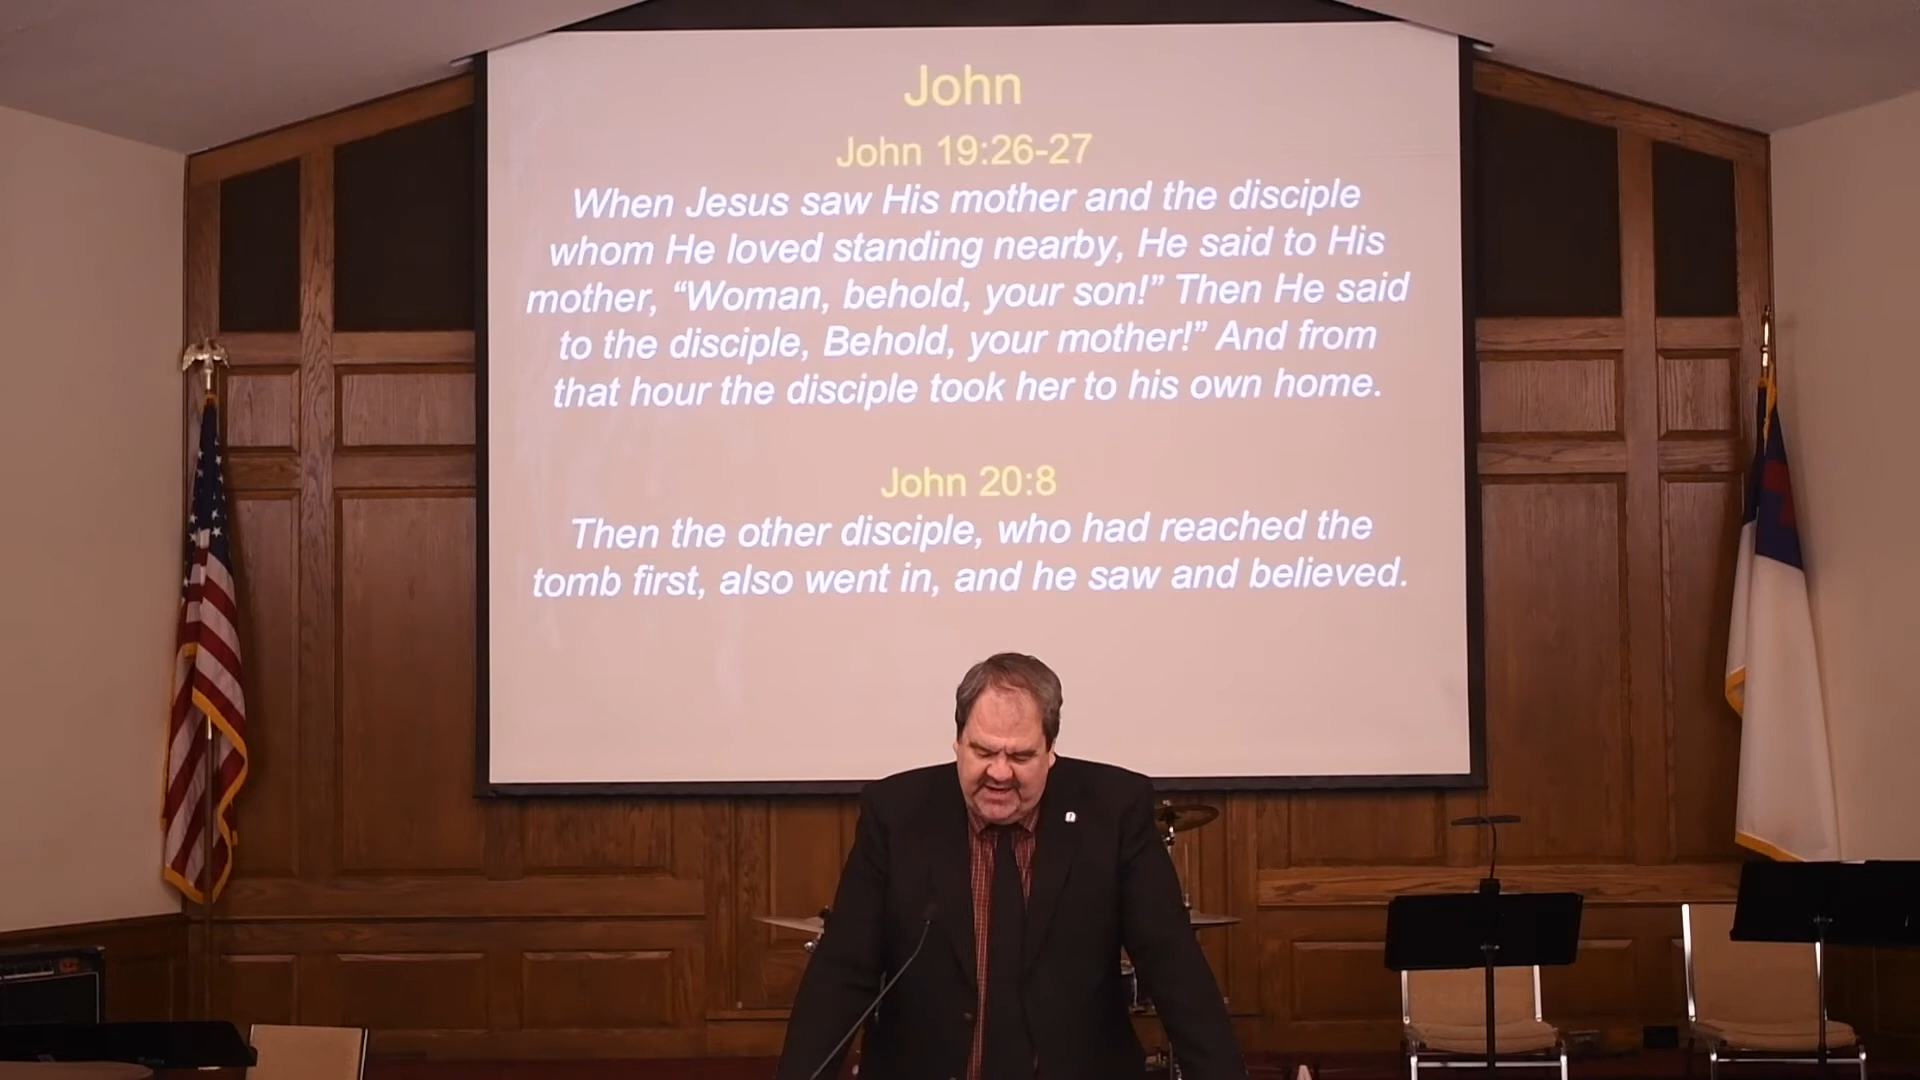 John
John 19:26-27
When Jesus saw His mother and the disciple
whom He loved standing nearby, He said to His
mother, “Woman, behold, your son!” Then He said
to the disciple, Behold, your mother!” And from
that hour the disciple took her to his own home.
John 20:8
Then the other disciple, who had reached the
tomb first, also went in, and he saw and believed.